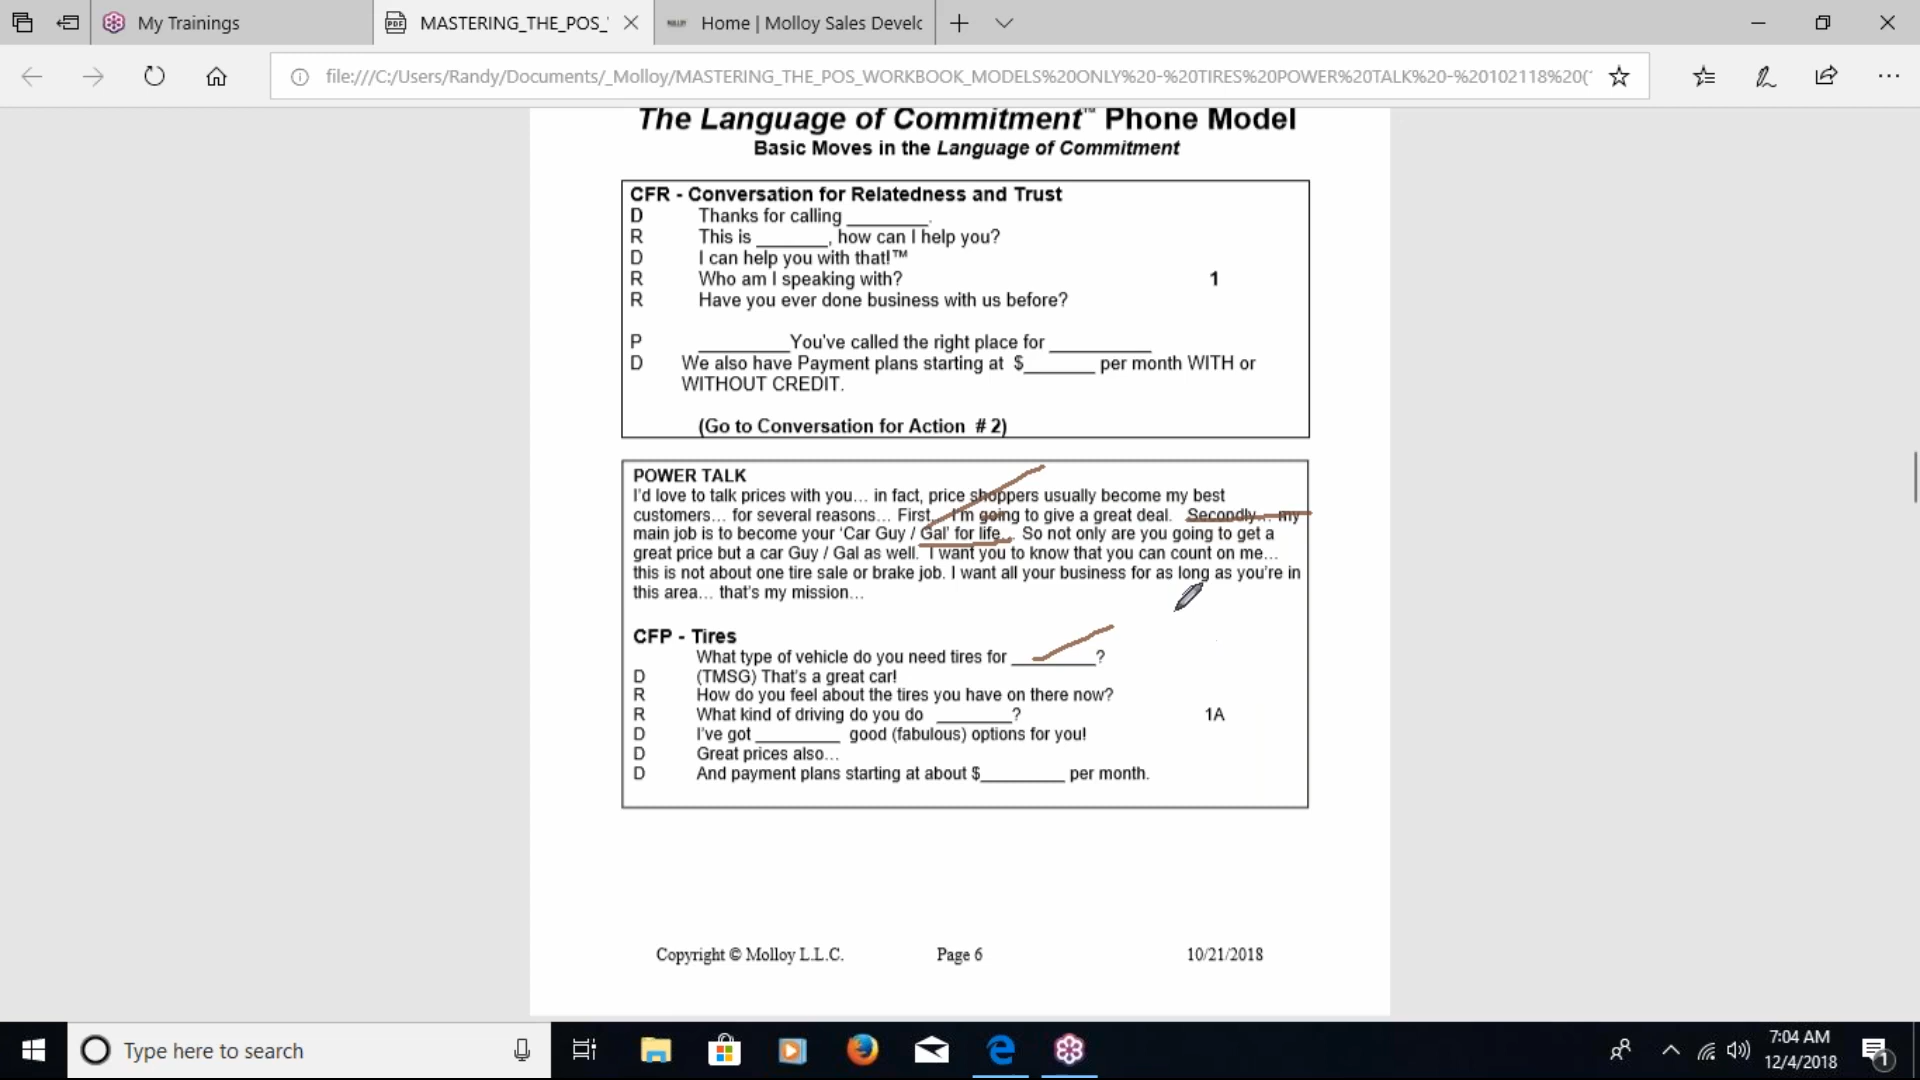 My Trainings
MASTERING_THE_POS_
Home | Molloy Sales Develc
file:///C:/Users/Randy/Documents/_Molloy/MASTERING_THE_POS_WORKBOOK_MODELS%20ONLY%20-%20TIRES%20POWER%20TALK%20-%20102118%20(
The Language of Commitment™ Phone Model
Basic Moves in the Language of Commitment
CFR - Conversation for Relatedness and Trust
D Thanks for calling ________.
R This is _______, how can I help you?
D I can help you with that!™
R Who am I speaking with? 1
R Have you ever done business with us before?
P _________You've called the right place for __________
D We also have Payment plans starting at $_______ per month WITH or
WITHOUT CREDIT.
(Go to Conversation for Action # 2)
POWER TALK
I'd love to talk prices with you… in fact, price shoppers usually become my best
customers… for several reasons… First… I'm going to give a great deal. Secondly… my
main job is to become your 'Car Guy / Gal' for life… So not only are you going to get a
great price but a car Guy / Gal as well. I want you to know that you can count on me…
this is not about one tire sale or brake job. I want all your business for as long as you're in
this area… that's my mission…
CFP - Tires
What type of vehicle do you need tires for _________?
D (TMSG) That's a great car!
R How do you feel about the tires you have on there now?
R What kind of driving do you do ________? 1A
D I've got _________ good (fabulous) options for you!
D Great prices also…
D And payment plans starting at about $_________ per month.
Copyright © Molloy L.L.C. Page 6 10/21/2018
Type here to search
7:04 AM
12/4/2018
1